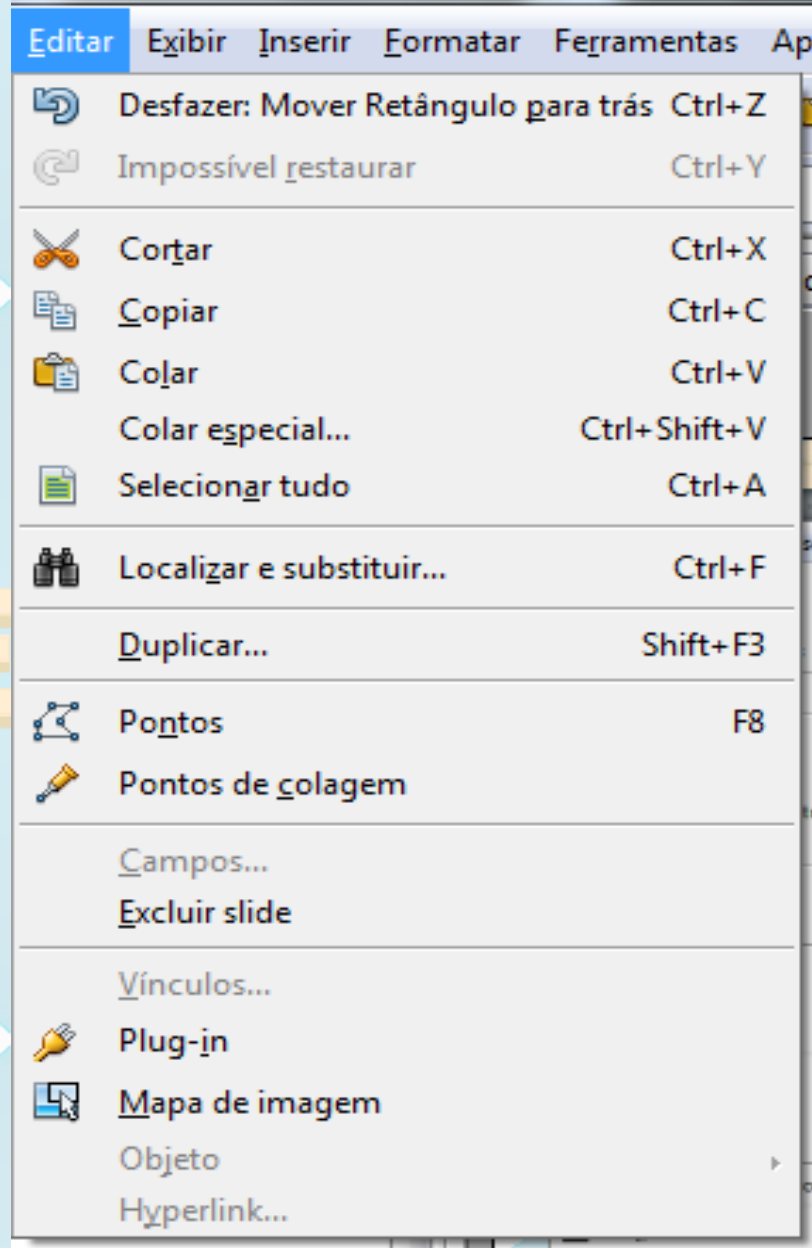 Editar Exibir Inserir Formatar Ferramentas Ap
Desfazer: Mover Retângulo para trás Ctrl+Z
Impossível restaurar Ctrl+Y
Cortar Ctrl+X
Copiar Ctrl+C
Colar Ctrl+V
Colar especial... Ctrl+Shift+V
Selecionar tudo Ctrl+A
Localizar e substituir... Ctrl+F
Duplicar... Shift+F3
Pontos F8
Pontos de colagem
Campos...
Excluir slide
Vínculos...
Plug-in
Mapa de imagem
Objeto
Hyperlink...